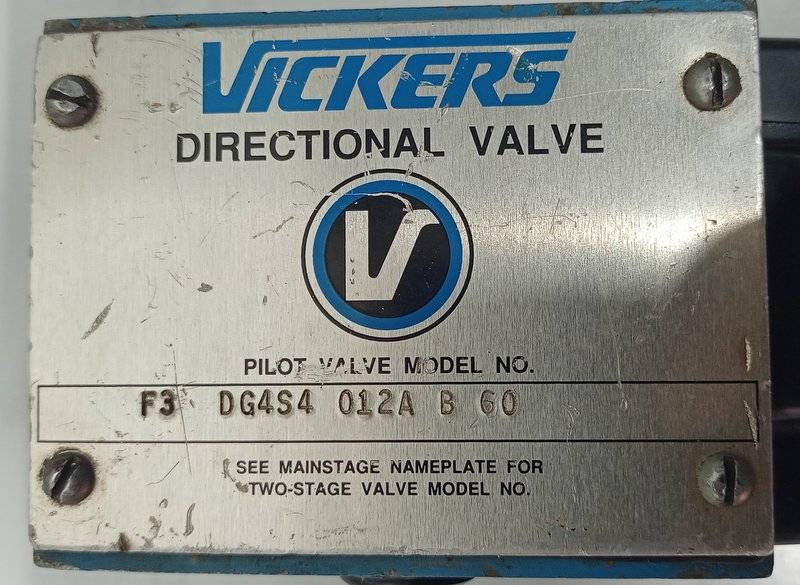 VICKERS
DIRECTIONAL VALVE
V
PILOT VALVE MODEL NO.
F3 DG4S4 012A B 60
SEE MAINSTAGE NAMEPLATE FOR
TWO-STAGE VALVE MODEL NO.